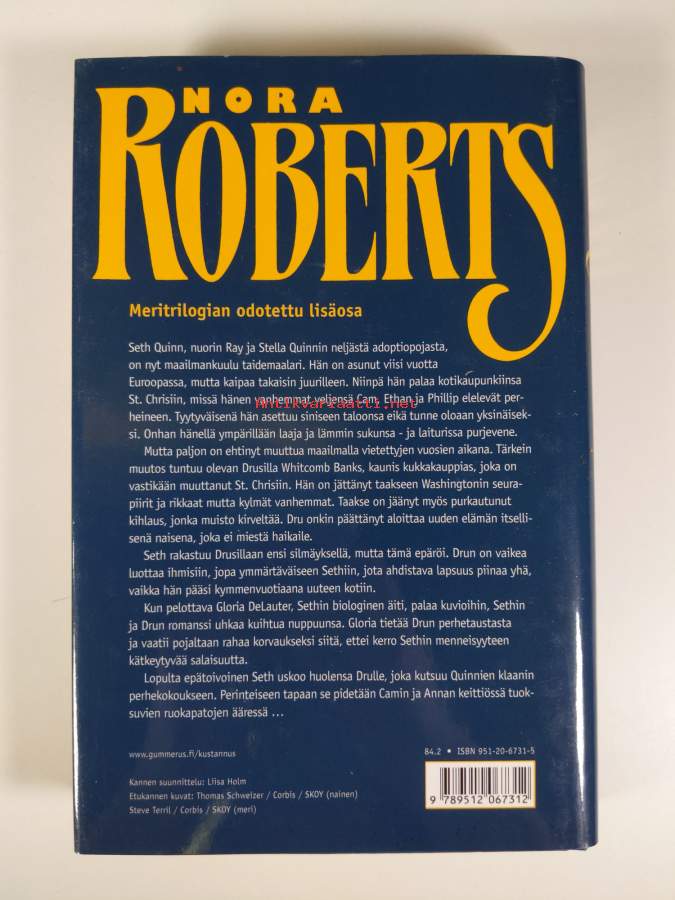 NORA
ROBERTS
Meritrilogian odotettu lisäosa
Seth Quinn, nuorin Ray ja Stella Quinnin neljästä adoptiopojasta,
on nyt maailmankuulu taidemaalari. Hän on asunut viisi vuotta
Euroopassa, mutta kaipaa takaisin juurilleen. Niinpä hän palaa kotikaupunkiinsa
St. Chrisiin, missä hänen vanhemmat veljensä Cam, Ethan ja Phillip elelevät per-
heineen. Tyytyväisenä hän asettuu siniseen taloonsa eikä tunne oloaan yksinäisek-
si. Onhan hänellä ympärillään laaja ja lämmin sukunsa - ja laiturissa purjevene.
Mutta paljon on ehtinyt muuttua maailmalla vietettyjen vuosien aikana. Tärkein
muutos tuntuu olevan Drusilla Whitcomb Banks, kaunis kukkakauppias, joka on
vastikään muuttanut St. Chrisiin. Hän on jättänyt taakseen Washingtonin seura-
piirit ja rikkaat mutta kylmät vanhemmat. Taakse on jäänyt myös purkautunut
kihlaus, jonka muisto kirveltää. Dru onkin päättänyt aloittaa uuden elämän itselli-
senä naisena, joka ei miestä haikaile.
Seth rakastuu Drusillaan ensi silmäyksellä, mutta tämä epäröi. Drun on vaikea
luottaa ihmisiin, jopa ymmärtäväiseen Sethiin, jota ahdistava lapsuus piinaa yhä,
vaikka hän pääsi kymmenvuotiaana uuteen kotiin.
Kun pelottava Gloria DeLauter, Sethin biologinen äiti, palaa kuvioihin, Sethin
ja Drun romanssi uhkaa kuihtua nuppuunsa. Gloria tietää Drun perhetaustasta
ja vaatii pojaltaan rahaa korvaukseksi siitä, ettei kerro Sethin menneisyyteen
kätkeytyvää salaisuutta.
Lopulta epätoivoinen Seth uskoo huolensa Drulle, joka kutsuu Quinnien klaanin
perhekokoukseen. Perinteiseen tapaan se pidetään Camin ja Annan keittiössä tuok-
suvien ruokapatojen ääressä ...
antikvariaatti.net
www.gummerus.fi/kustannus
84.2 • ISBN 951-20-6731-5
Kannen suunnittelu: Liisa Holm
Etukannen kuvat: Thomas Schweizer / Corbis / SKOY (nainen)
Steve Terril / Corbis / SKOY (meri)
9 789512 067312